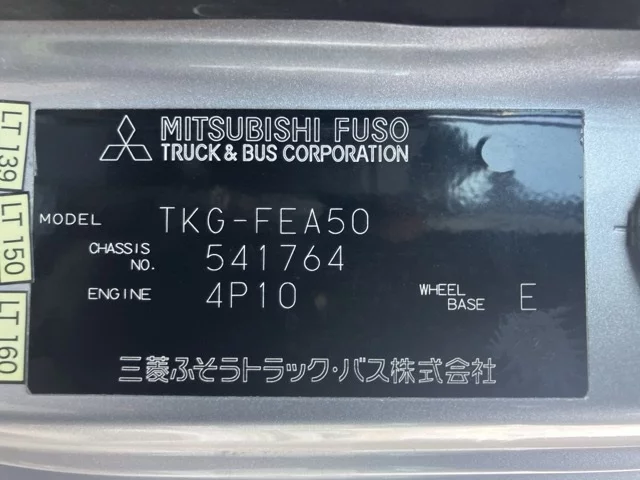 MITSUBISHI FUSO
TRUCK & BUS CORPORATION
MODEL TKG-FEA50
CHASSIS NO. 541764
ENGINE 4P10 WHEEL BASE E
三菱ふそうトラック・バス株式会社
LT 139
LT 150
LT 160